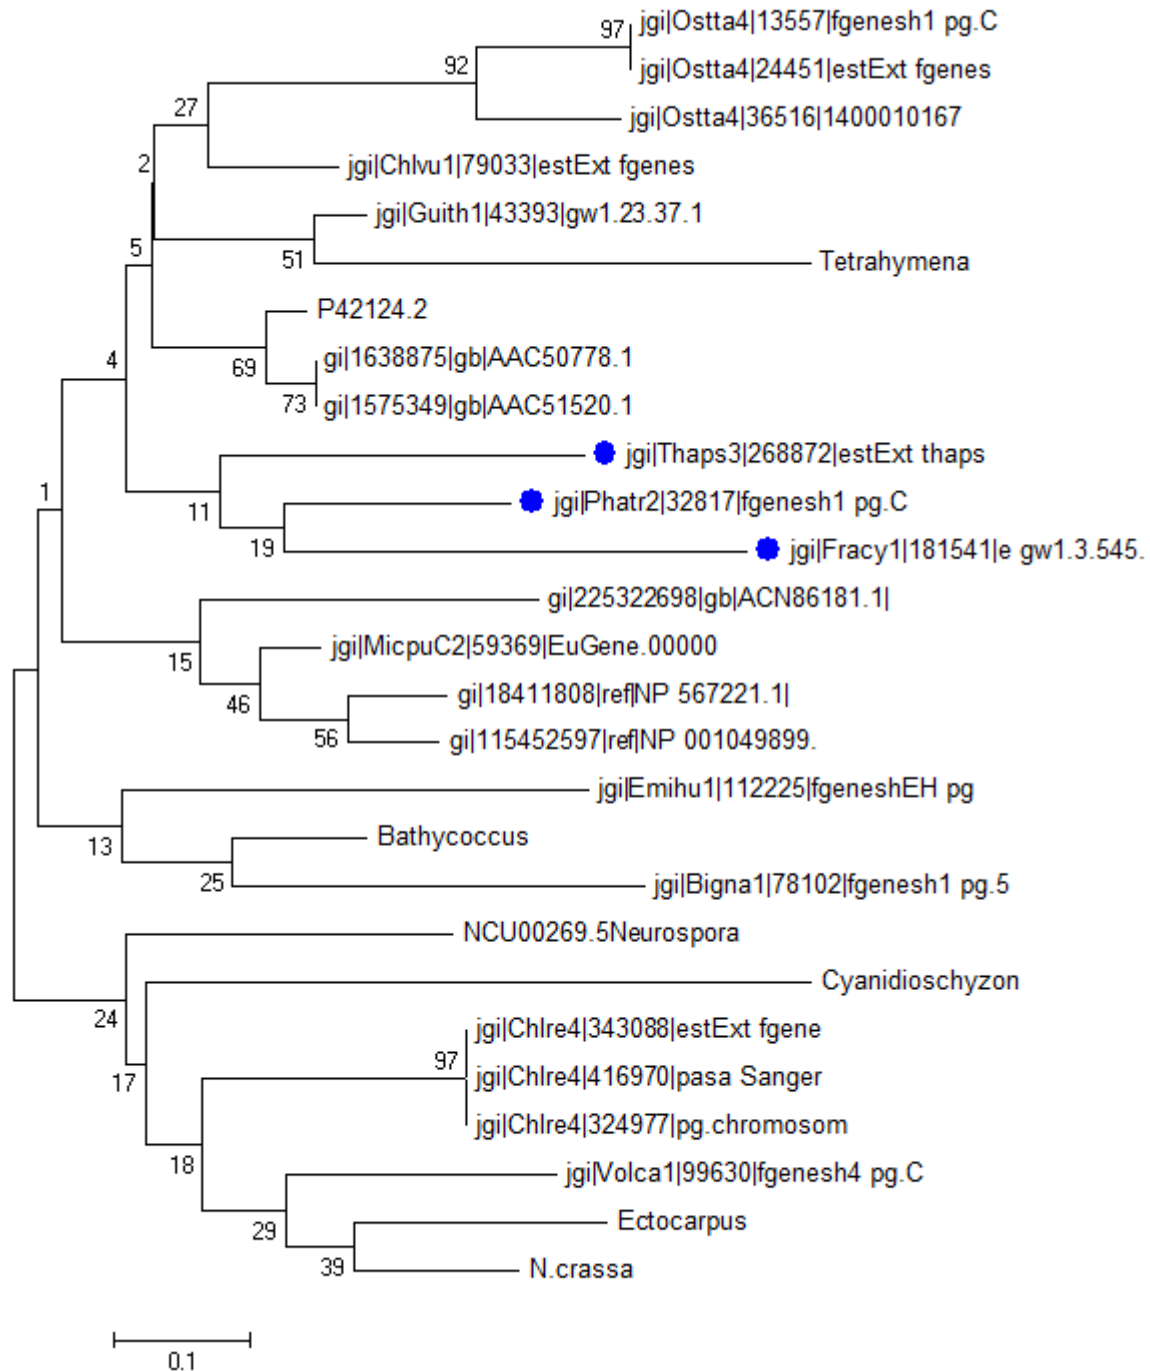 97
jgi|Ostta4|13557|fgenesh1 pg.C
92
jgi|Ostta4|24451|estExt fgenes
27
jgi|Ostta4|36516|1400010167
2
jgi|Chlvu1|79033|estExt fgenes
jgi|Guith1|43393|gw1.23.37.1
5
51
Tetrahymena
P42124.2
4
69
gi|1638875|gb|AAC50778.1
73
gi|1575349|gb|AAC51520.1
jgi|Thaps3|268872|estExt thaps
1
11
jgi|Phatr2|32817|fgenesh1 pg.C
19
jgi|Fracy1|181541|e gw1.3.545.
gi|225322698|gb|ACN86181.1|
15
jgi|MicpuC2|59369|EuGene.00000
46
gi|18411808|ref|NP 567221.1|
56
gi|115452597|ref|NP 001049899.
jgi|Emihu1|112225|fgeneshEH pg
13
Bathycoccus
25
jgi|Bigna1|78102|fgenesh1 pg.5
NCU00269.5Neurospora
24
Cyanidioschyzon
17
jgi|Chlre4|343088|estExt fgene
97
jgi|Chlre4|416970|pasa Sanger
jgi|Chlre4|324977|pg.chromosom
18
jgi|Volca1|99630|fgenesh4 pg.C
29
Ectocarpus
39
N.crassa
0.1